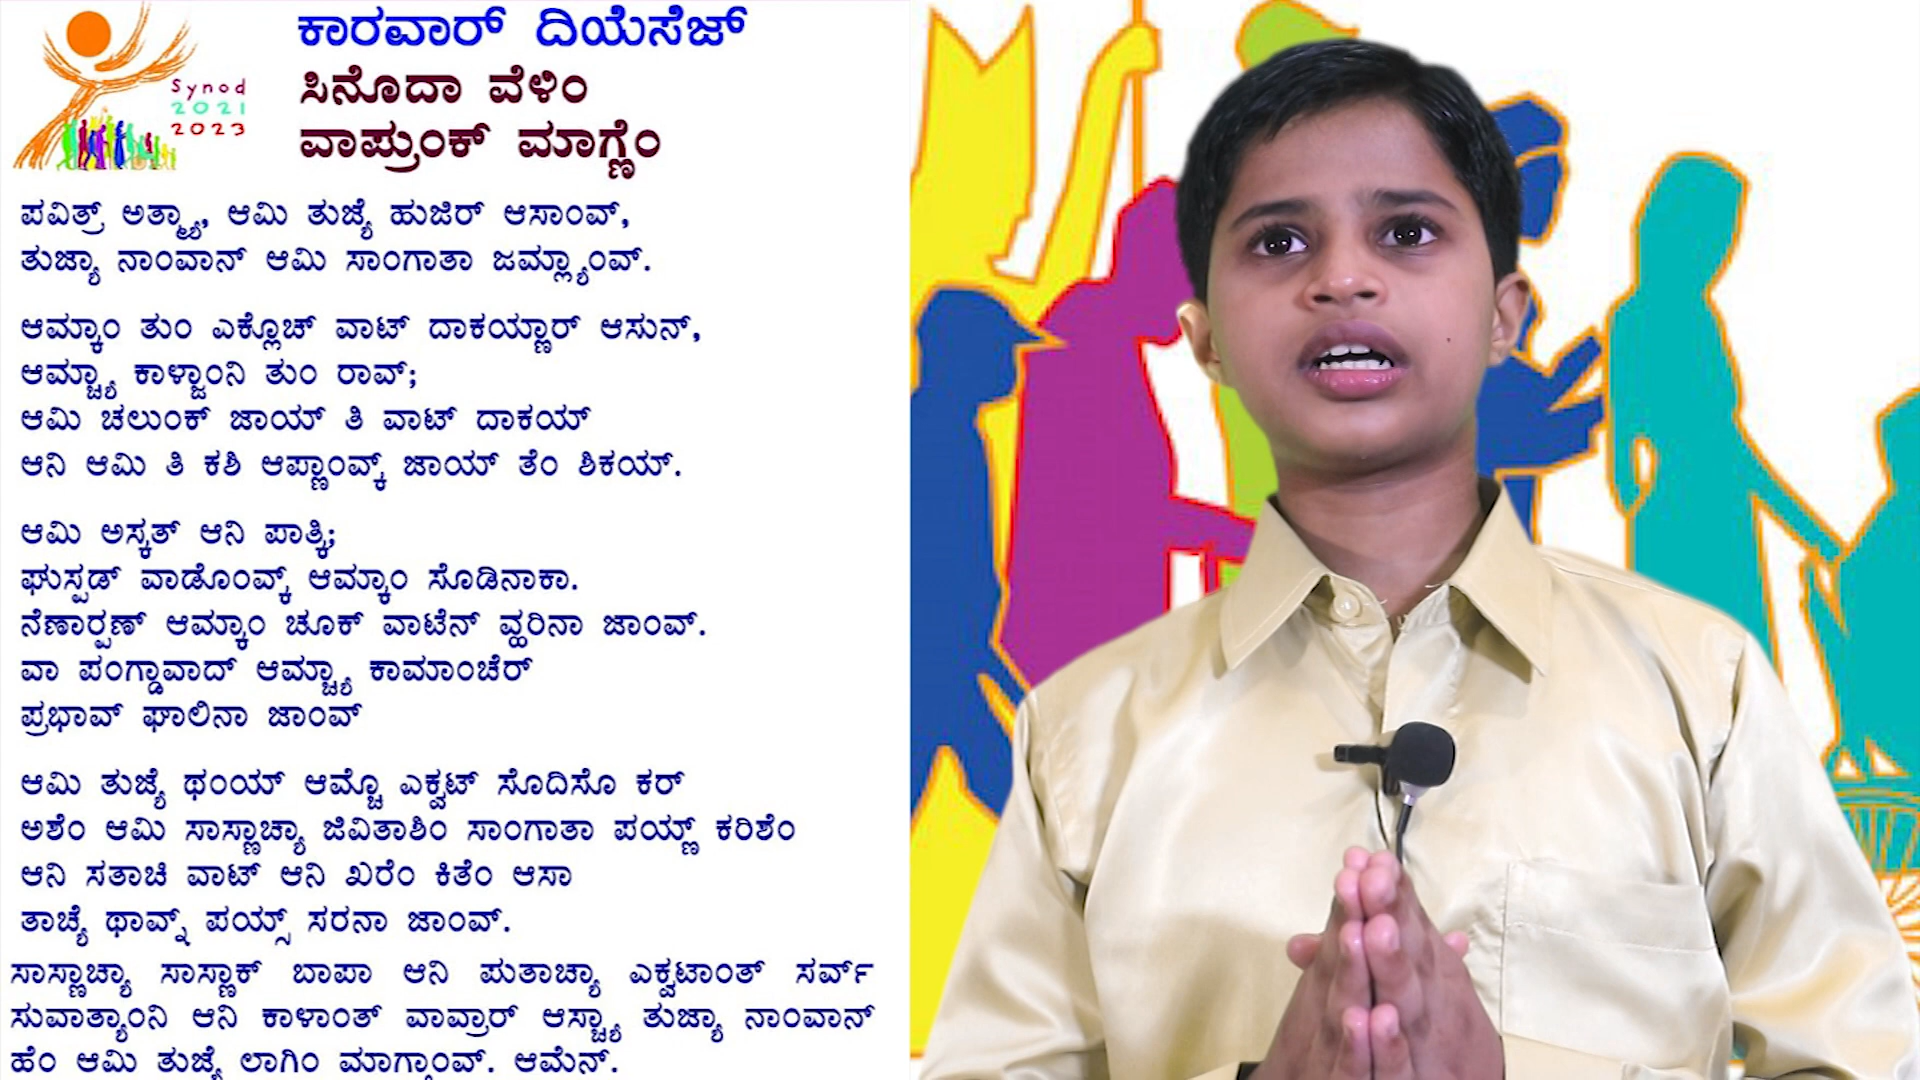 Synod
2021
2023
ಕಾರವಾರ್ ದಿಯೆಸೆಜ್
ಸಿನೊದಾ ವೆಳಿಂ
ವಾಪ್ರುಂಕ್ ಮಾಗ್ಣೆಂ
ಪವಿತ್ರ್ ಅತ್ಮ್ಯಾ, ಆಮಿ ತುಜ್ಯೆ ಹುಜಿರ್ ಆಸಾಂವ್,
ತುಜ್ಯಾ ನಾಂವಾನ್ ಆಮಿ ಸಾಂಗಾತಾ ಜಮ್ಲ್ಯಾಂವ್.
ಆಮ್ಕಾಂ ತುಂ ಎಕ್ಲೊಚ್ ವಾಟ್ ದಾಕಯ್ಣಾರ್ ಆಸುನ್,
ಆಮ್ಚ್ಯಾ ಕಾಳ್ಜಾಂನಿ ತುಂ ರಾವ್;
ಆಮಿ ಚಲುಂಕ್ ಜಾಯ್ ತಿ ವಾಟ್ ದಾಕಯ್
ಆನಿ ಆಮಿ ತಿ ಕಶಿ ಆಪ್ಣಾಂವ್ಕ್ ಜಾಯ್ ತೆಂ ಶಿಕಯ್.
ಆಮಿ ಅಸ್ಕತ್ ಆನಿ ಪಾತ್ಕಿ;
ಘುಸ್ಪಡ್ ವಾಡೊಂವ್ಕ್ ಆಮ್ಕಾಂ ಸೊಡಿನಾಕಾ.
ನೆಣಾರ‍್ಪಣ್ ಆಮ್ಕಾಂ ಚೂಕ್ ವಾಟೆನ್ ವ್ಹರಿನಾ ಜಾಂವ್.
ವಾ ಪಂಗ್ಡಾವಾದ್ ಆಮ್ಚ್ಯಾ ಕಾಮಾಂಚೆರ್
ಪ್ರಭಾವ್ ಘಾಲಿನಾ ಜಾಂವ್
ಆಮಿ ತುಜ್ಯೆ ಥಂಯ್ ಆಮ್ಚೊ ಎಕ್ವಟ್ ಸೊದಿಸೊ ಕರ್
ಅಶೆಂ ಆಮಿ ಸಾಸ್ಣಾಚ್ಯಾ ಜಿವಿತಾಶಿಂ ಸಾಂಗಾತಾ ಪಯ್ಣ್ ಕರಿಶೆಂ
ಆನಿ ಸತಾಚಿ ವಾಟ್ ಆನಿ ಖರೆಂ ಕಿತೆಂ ಆಸಾ
ತಾಚ್ಯೆ ಥಾವ್ನ್ ಪಯ್ಸ್ ಸರನಾ ಜಾಂವ್.
ಸಾಸ್ಣಾಚ್ಯಾ ಸಾಸ್ಣಾಕ್ ಬಾಪಾ ಆನಿ ಪುತಾಚ್ಯಾ ಎಕ್ವಟಾಂತ್ ಸರ್ವ್
ಸುವಾತ್ಯಾಂನಿ ಆನಿ ಕಾಳಾಂತ್ ವಾವ್ರಾರ್ ಆಸ್ಚ್ಯಾ ತುಜ್ಯಾ ನಾಂವಾನ್
ಹೆಂ ಆಮಿ ತುಜ್ಯೆ ಲಾಗಿಂ ಮಾಗ್ತಾಂವ್. ಆಮೆನ್.